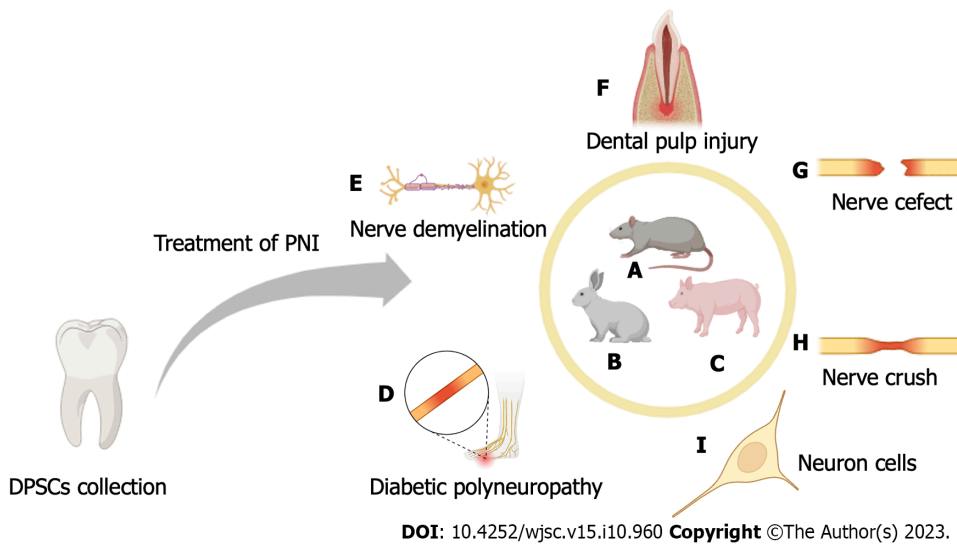 F
Dental pulp injury
E
Nerve demyelination
G
Nerve cefect
Treatment of PNI
A
B
C
H
Nerve crush
D
Diabetic polyneuropathy
I
Neuron cells
DPSCs collection
DOI: 10.4252/wjsc.v15.i10.960 Copyright ©The Author(s) 2023.